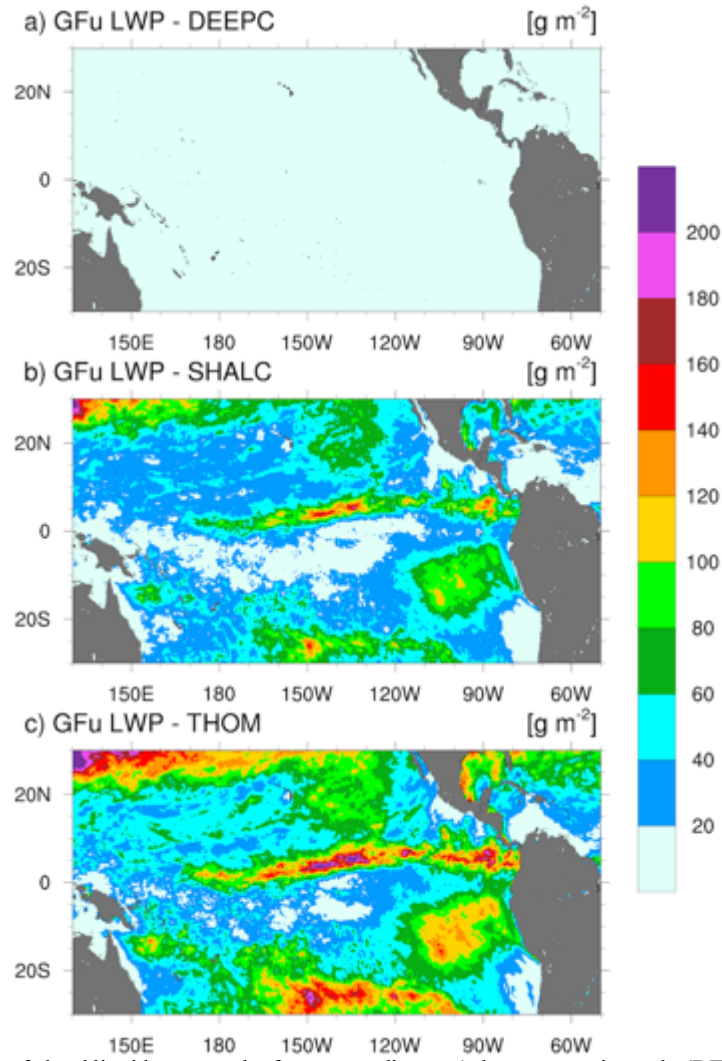 a) GFu LWP - DEEPC [g m-2]
20N
0
20S
150E 180 150W 120W 90W 60W
b) GFu LWP - SHALC [g m-2]
20N
0
20S
150E 180 150W 120W 90W 60W
c) GFu LWP - THOM [g m-2]
20N
0
20S
150E 180 150W 120W 90W 60W
200
180
160
140
120
100
80
60
40
20